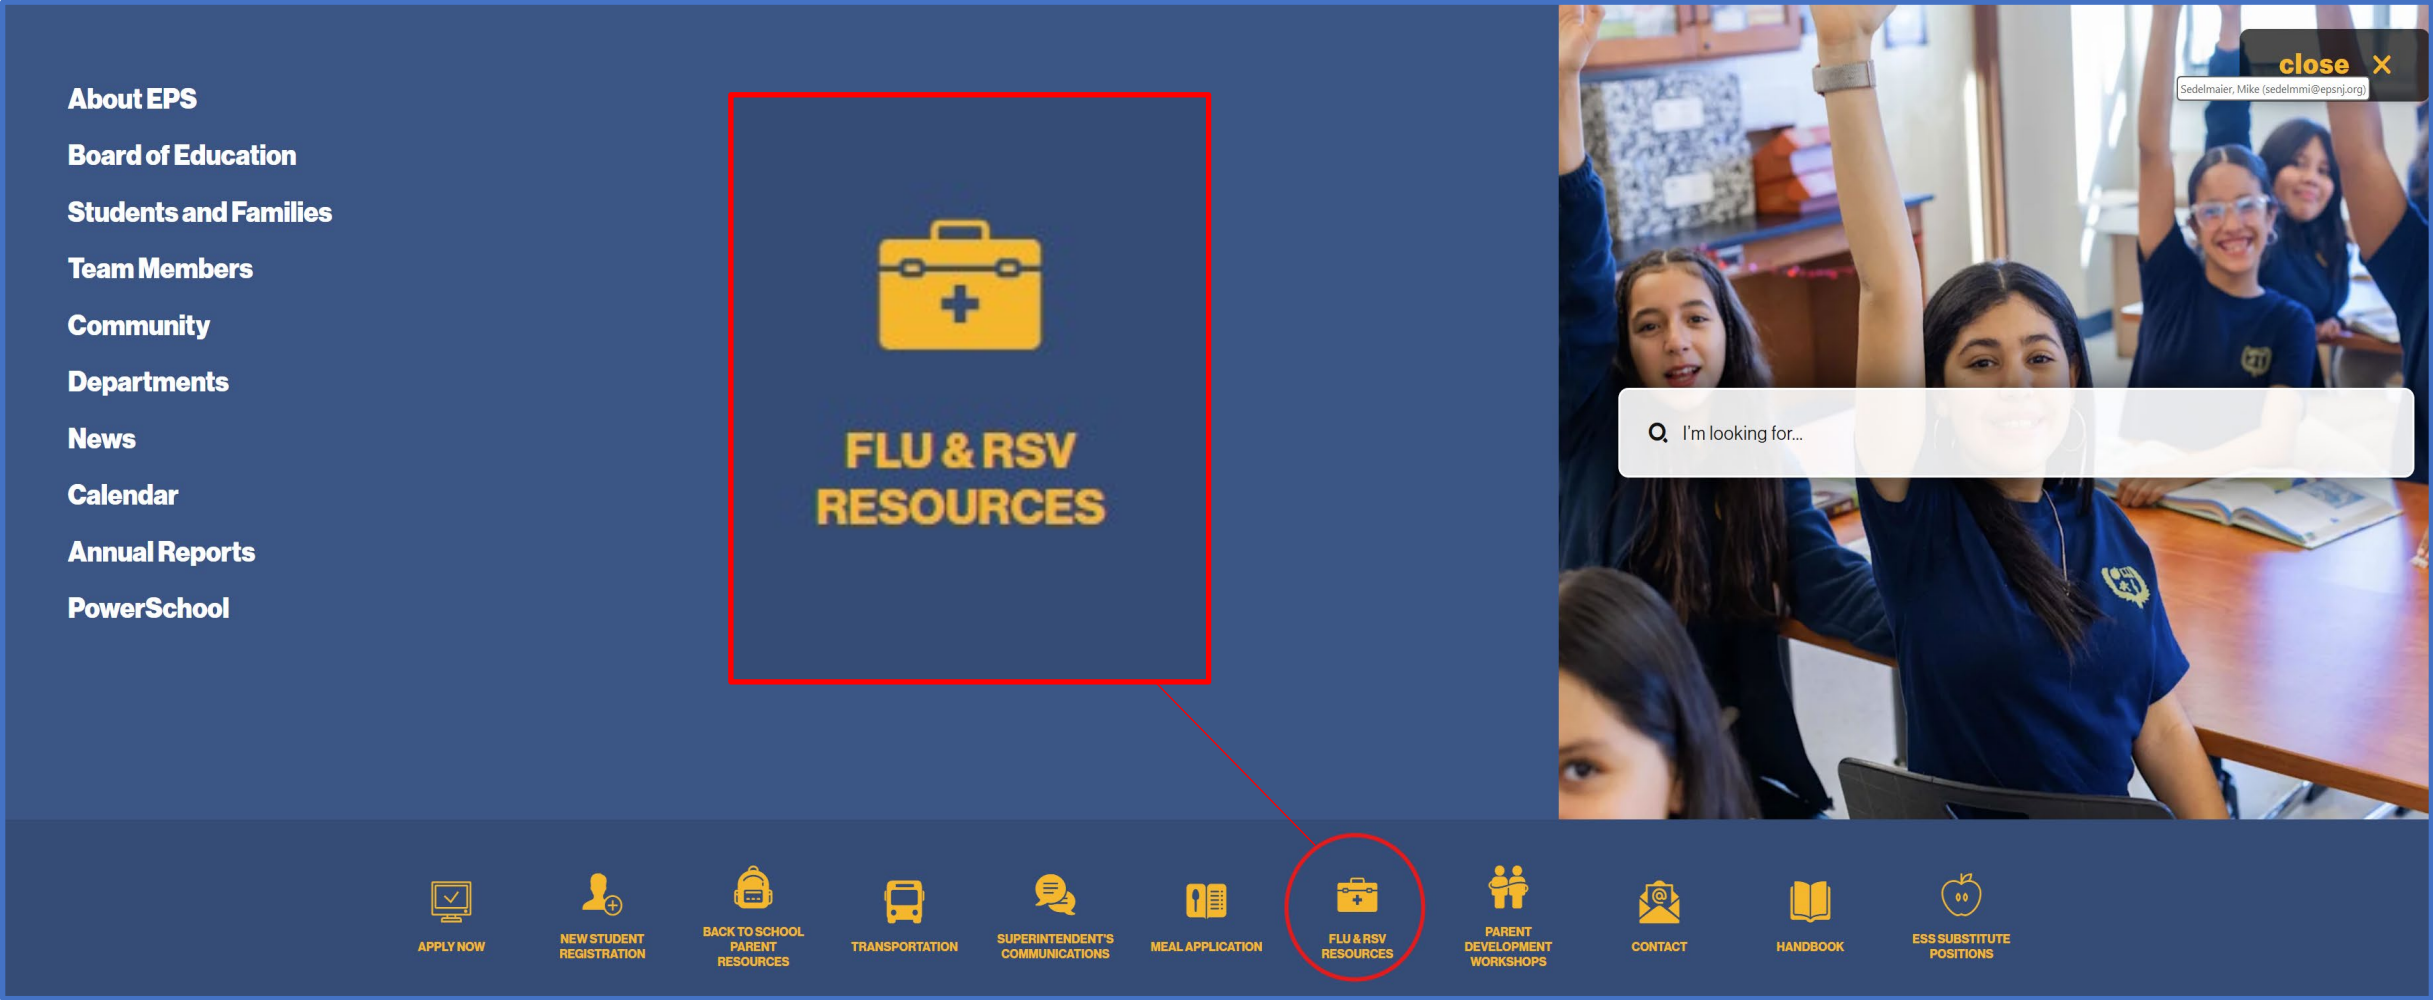 About EPS
Board of Education
Students and Families
Team Members
Community
Departments
News
Calendar
Annual Reports
PowerSchool
FLU & RSV
RESOURCES
close ×
Sedelmaier, Mike (sedelmmi@epsnj.org)
I'm looking for...
APPLY NOW
NEW STUDENT
REGISTRATION
BACK TO SCHOOL
PARENT
RESOURCES
TRANSPORTATION
SUPERINTENDENT'S
COMMUNICATIONS
MEAL APPLICATION
FLU & RSV
RESOURCES
PARENT
DEVELOPMENT
WORKSHOPS
CONTACT
HANDBOOK
ESS SUBSTITUTE
POSITIONS